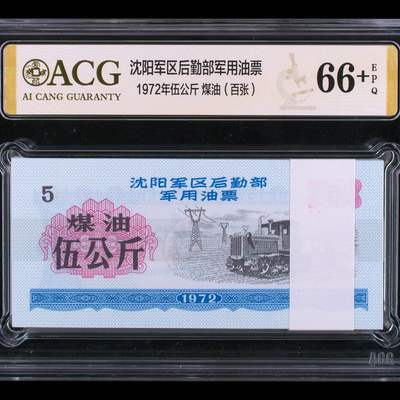 ACG
AI CANG GUARANTY
沈阳军区后勤部军用油票
1972年伍公斤 煤油（百张）
66+
EPQ
5
沈阳军区后勤部
军用油票
煤油
伍公斤
1972
ACG